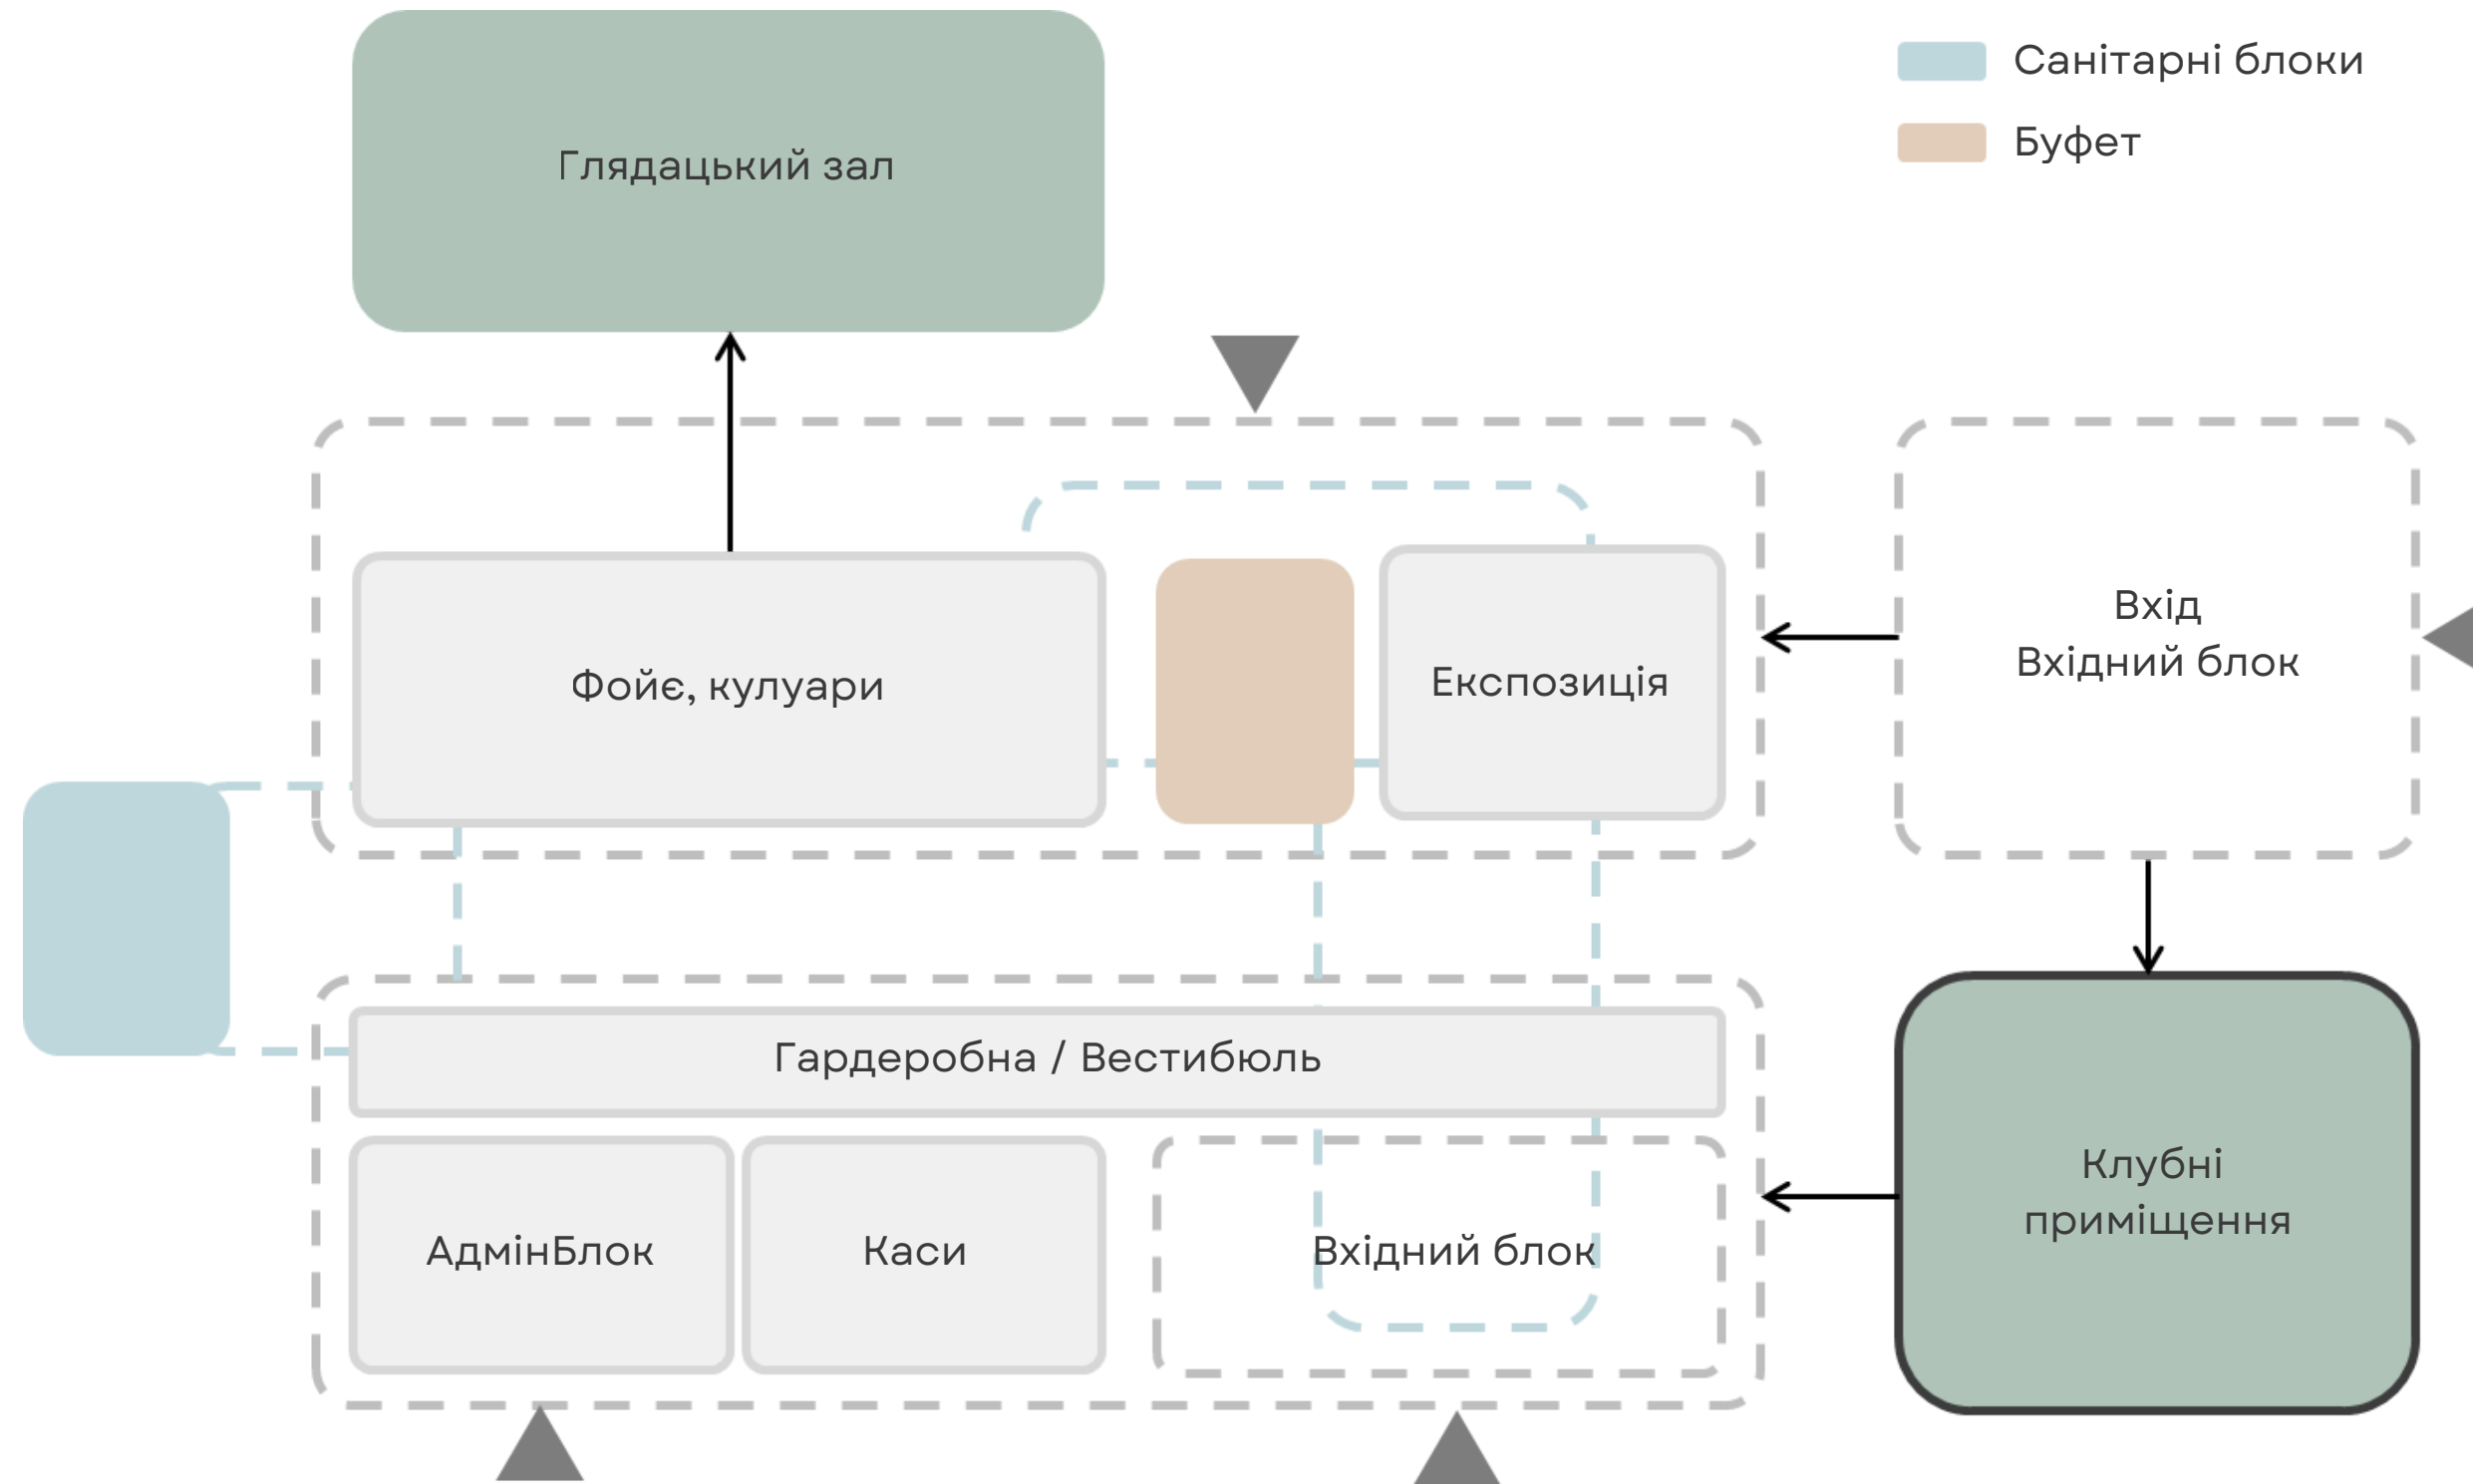 Санітарні блоки
Буфет
Глядацький зал
Фойє, кулуари
Експозиція
Вхід
Вхідний блок
Гардеробна / Вестибюль
АдмінБлок
Каси
Вхідний блок
Клубні
приміщення